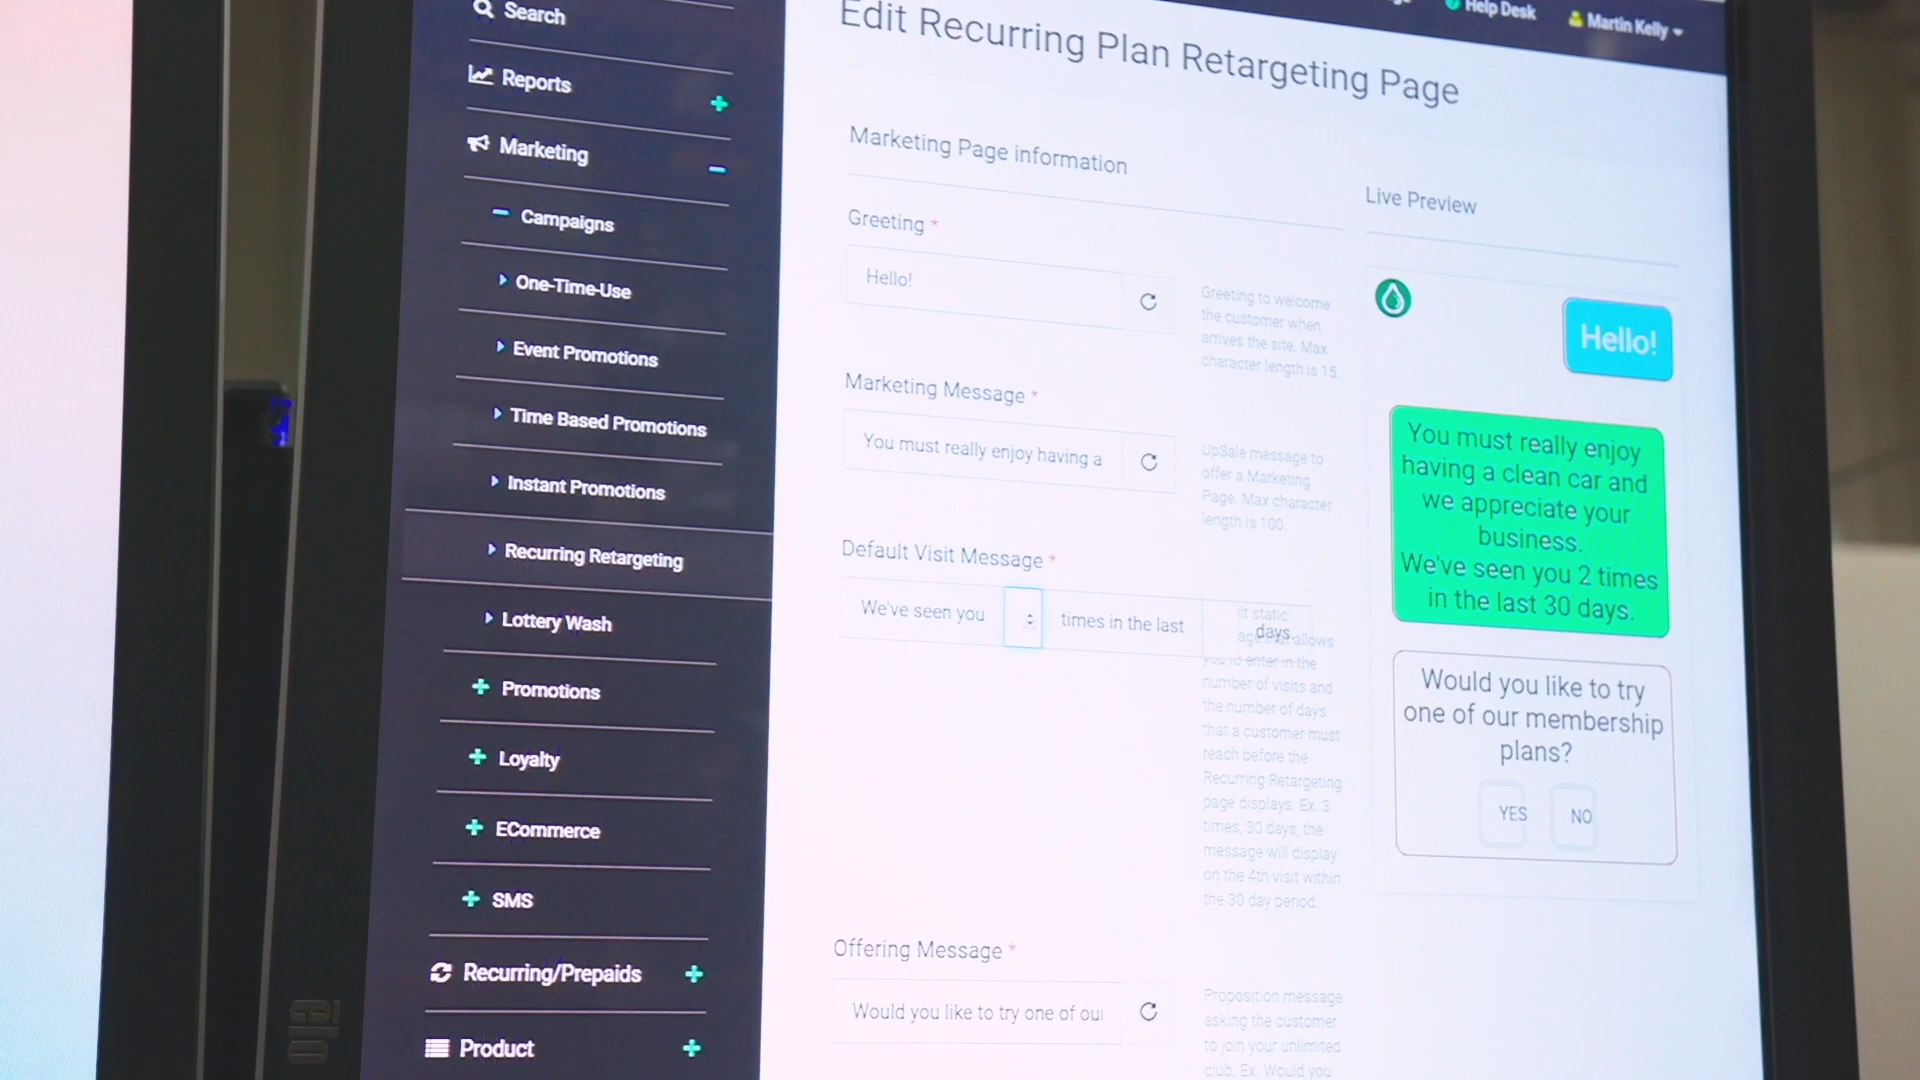 Search
Reports
Marketing
Campaigns
One-Time-Use
Event Promotions
Time Based Promotions
Instant Promotions
Recurring Retargeting
Lottery Wash
Promotions
Loyalty
ECommerce
SMS
Recurring/Prepaids
Product
elo
Help Desk
Martin Kelly
Edit Recurring Plan Retargeting Page
Marketing Page information
Greeting *
Hello!
Greeting to welcome
the customer when
arrives the site. Max
character length is 15.
Marketing Message *
You must really enjoy having a
UpSale message to
offer a Marketing
Page. Max character
length is 100.
Default Visit Message *
We've seen you
times in the last
days
static
allows
you to enter in the
number of visits and
the number of days
that a customer must
reach before the
Recurring Retargeting
page displays. Ex. 3
times, 30 days, the
message will display
on the 4th visit within
the 30 day period.
Offering Message *
Would you like to try one of our
Proposition message
asking the customer
to join your unlimited
club. Ex. Would you
Live Preview
Hello!
You must really enjoy
having a clean car and
we appreciate your
business.
We've seen you 2 times
in the last 30 days.
Would you like to try
one of our membership
plans?
YES
NO